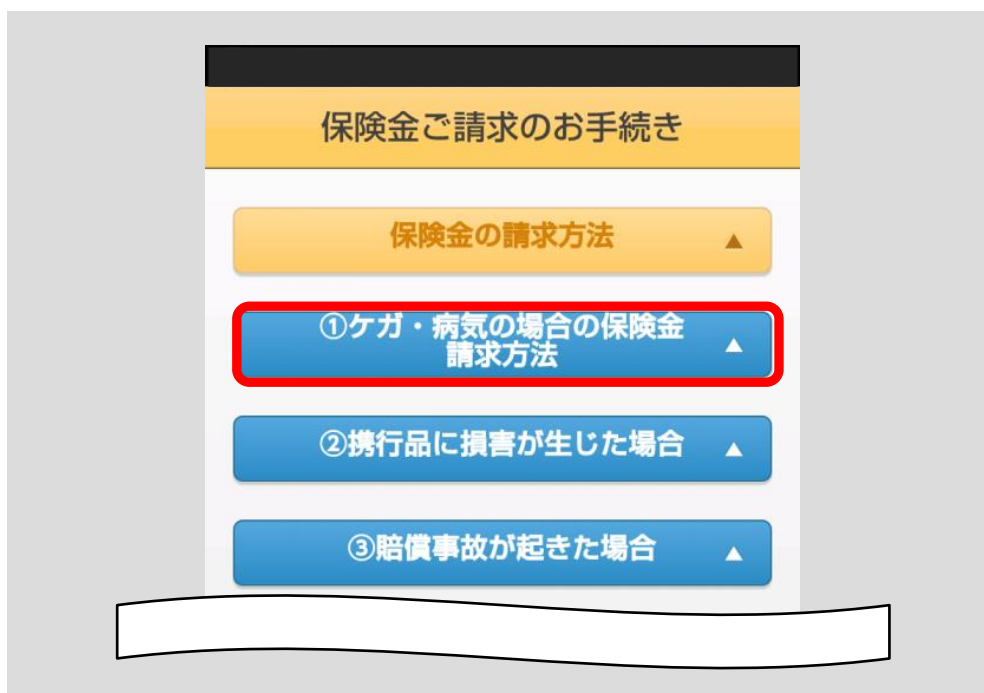 保険金ご請求のお手続き
保険金の請求方法 ▲
①ケガ・病気の場合の保険金
請求方法 ▲
②携行品に損害が生じた場合 ▲
③賠償事故が起きた場合 ▲